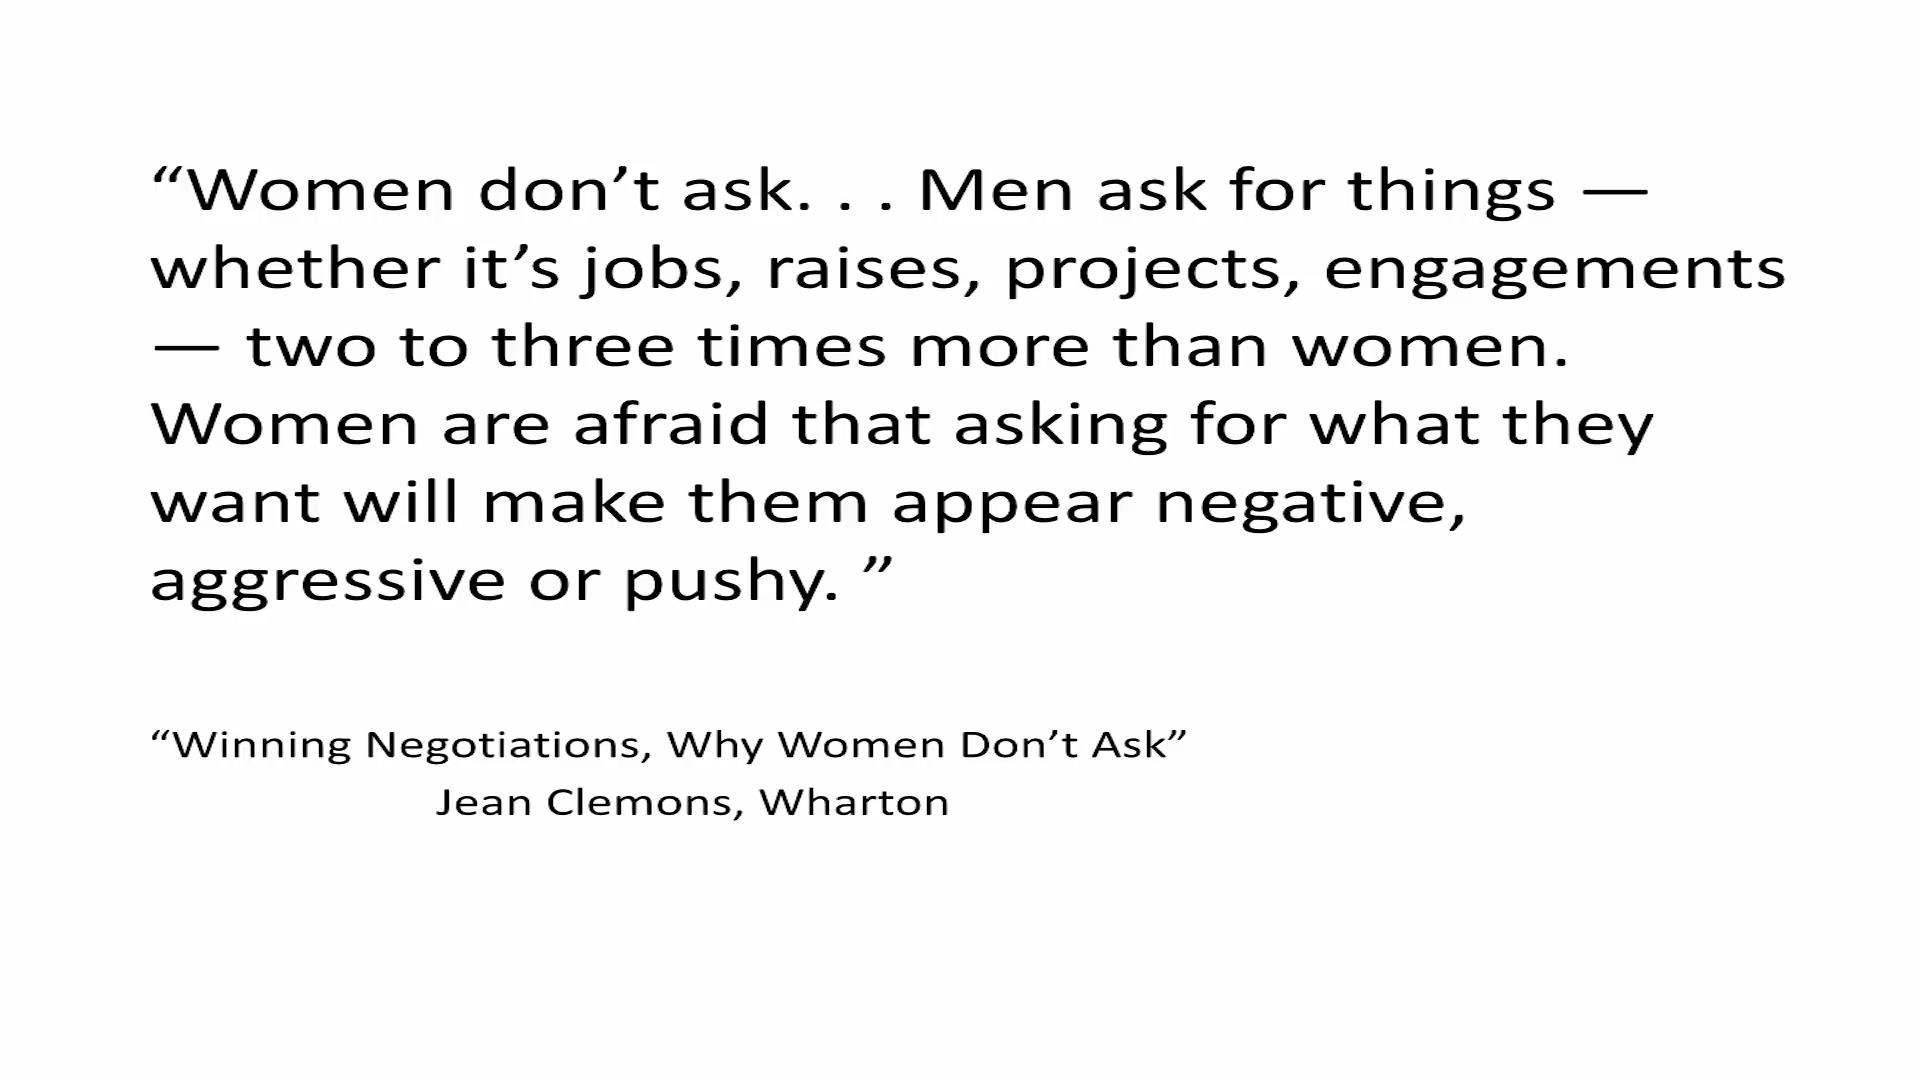 “Women don’t ask. . . Men ask for things —
whether it’s jobs, raises, projects, engagements
— two to three times more than women.
Women are afraid that asking for what they
want will make them appear negative,
aggressive or pushy. ”
“Winning Negotiations, Why Women Don’t Ask”
Jean Clemons, Wharton